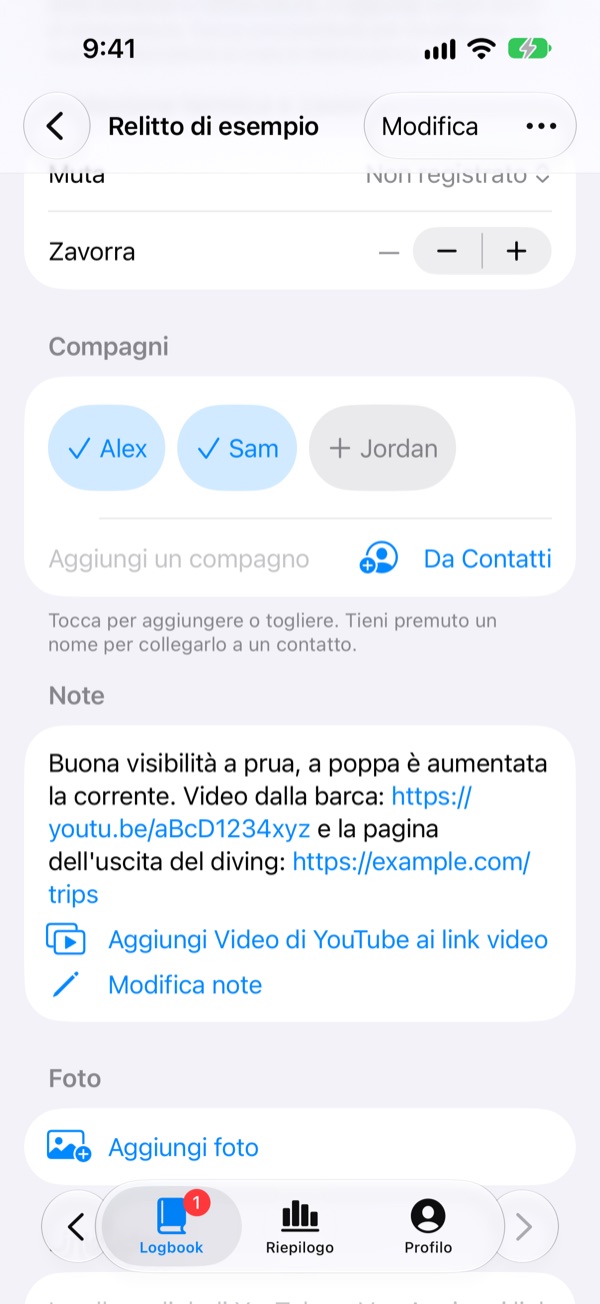 9:41
Relitto di esempio
Modifica
Muta
Non registrato
Zavorra
Compagni
Alex
Sam
Jordan
Aggiungi un compagno
Da Contatti
Tocca per aggiungere o togliere. Tieni premuto un
nome per collegarlo a un contatto.
Note
Buona visibilità a prua, a poppa è aumentata
la corrente. Video dalla barca: https://
youtu.be/aBcD1234xyz e la pagina
dell'uscita del diving: https://example.com/
trips
Aggiungi Video di YouTube ai link video
Modifica note
Foto
Aggiungi foto
1
Logbook
Riepilogo
Profilo